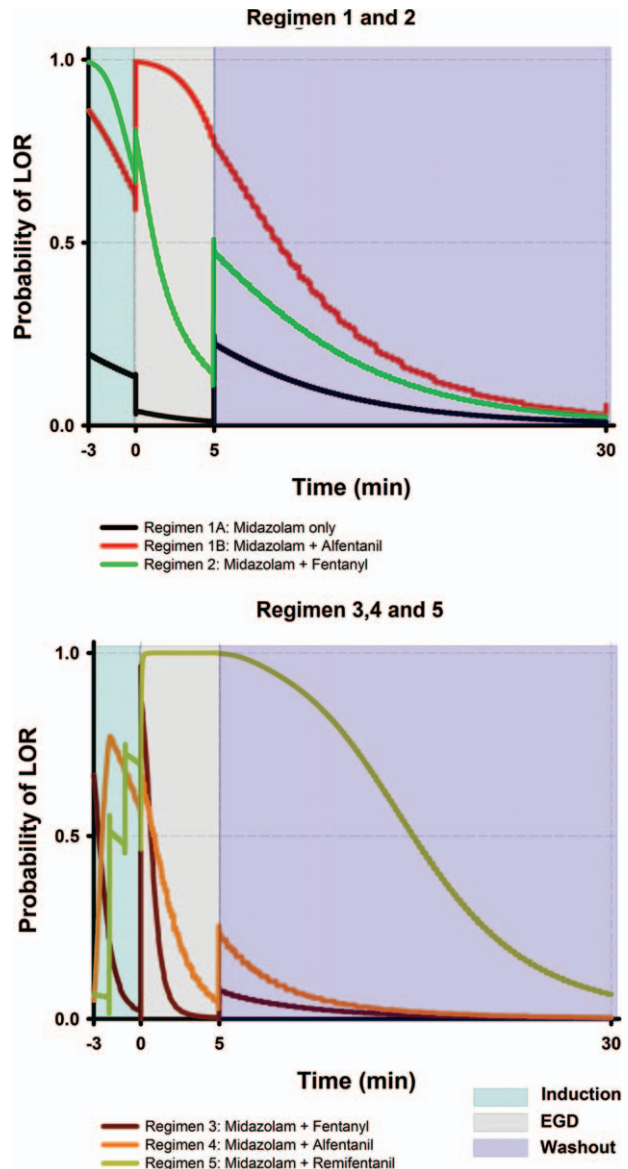 Regimen 1 and 2
Probability of LOR
1.0
0.5
0.0
-3
0
5
30
Time (min)
Regimen 1A: Midazolam only
Regimen 1B: Midazolam + Alfentanil
Regimen 2: Midazolam + Fentanyl
Regimen 3,4 and 5
Probability of LOR
1.0
0.5
0.0
-3
0
5
30
Time (min)
Regimen 3: Midazolam + Fentanyl
Regimen 4: Midazolam + Alfentanil
Regimen 5: Midazolam + Remifentanil
Induction
EGD
Washout